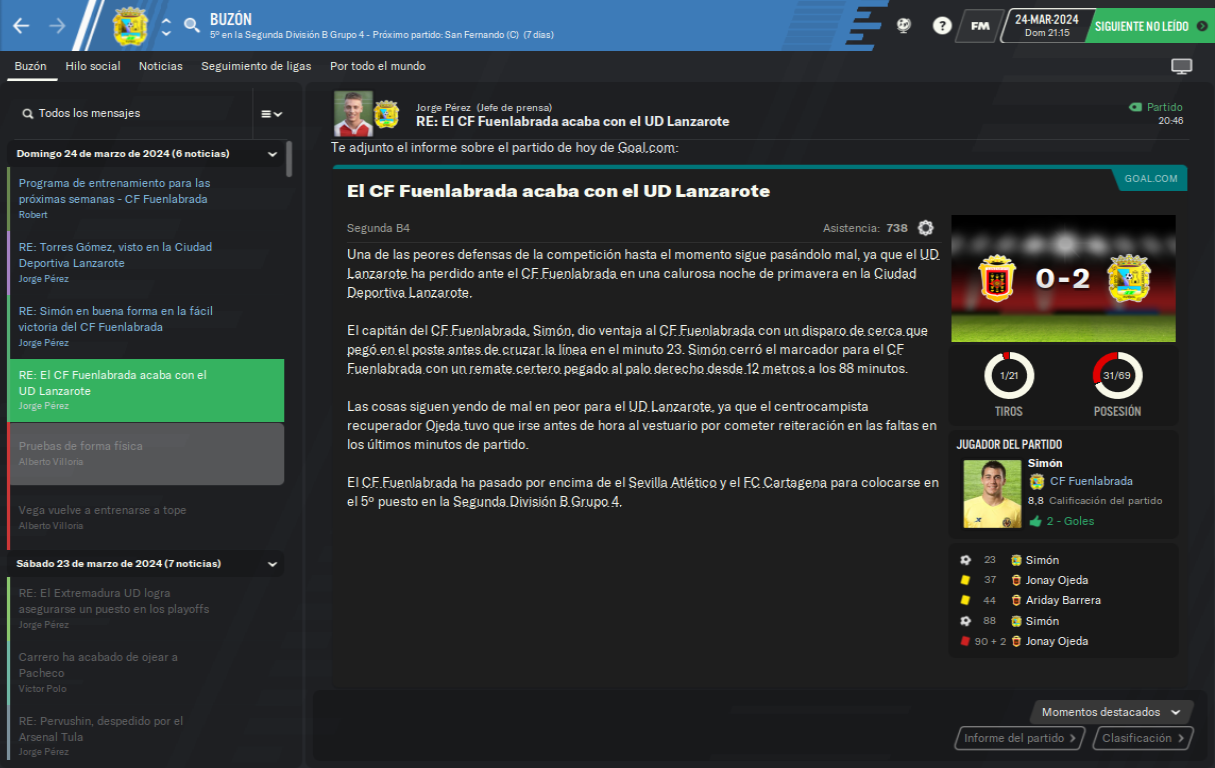 BUZÓN
5º en la Segunda División B Grupo 4 - Próximo partido: San Fernando (C) (7 días)
?
FM
24-MAR-2024
Dom 21:15
SIGUIENTE NO LEÍDO
Buzón
Hilo social
Noticias
Seguimiento de ligas
Por todo el mundo
Todos los mensajes
Domingo 24 de marzo de 2024 (6 noticias)
Programa de entrenamiento para las
próximas semanas - CF Fuenlabrada
Robert
RE: Torres Gómez, visto en la Ciudad
Deportiva Lanzarote
Jorge Pérez
RE: Simón en buena forma en la fácil
victoria del CF Fuenlabrada
Jorge Pérez
RE: El CF Fuenlabrada acaba con el
UD Lanzarote
Jorge Pérez
Pruebas de forma física
Alberto Villoria
Vega vuelve a entrenarse a tope
Alberto Villoria
Sábado 23 de marzo de 2024 (7 noticias)
RE: El Extremadura UD logra
asegurarse un puesto en los playoffs
Jorge Pérez
Carrero ha acabado de ojear a
Pacheco
Víctor Polo
RE: Pervushin, despedido por el
Arsenal Tula
Jorge Pérez
Jorge Pérez (Jefe de prensa)
RE: El CF Fuenlabrada acaba con el UD Lanzarote
Partido
20:46
Te adjunto el informe sobre el partido de hoy de Goal.com:
El CF Fuenlabrada acaba con el UD Lanzarote
GOAL.COM
Segunda B4
Asistencia: 738
Una de las peores defensas de la competición hasta el momento sigue pasándolo mal, ya que el UD
Lanzarote ha perdido ante el CF Fuenlabrada en una calurosa noche de primavera en la Ciudad
Deportiva Lanzarote.
El capitán del CF Fuenlabrada, Simón, dio ventaja al CF Fuenlabrada con un disparo de cerca que
pegó en el poste antes de cruzar la línea en el minuto 23. Simón cerró el marcador para el CF
Fuenlabrada con un remate certero pegado al palo derecho desde 12 metros a los 88 minutos.
Las cosas siguen yendo de mal en peor para el UD Lanzarote, ya que el centrocampista
recuperador Ojeda tuvo que irse antes de hora al vestuario por cometer reiteración en las faltas en
los últimos minutos de partido.
El CF Fuenlabrada ha pasado por encima de el Sevilla Atlético y el FC Cartagena para colocarse en
el 5º puesto en la Segunda División B Grupo 4.
0-2
1/21
TIROS
31/69
POSESIÓN
JUGADOR DEL PARTIDO
Simón
CF Fuenlabrada
8,8 Calificación del partido
2 - Goles
23 Simón
37 Jonay Ojeda
44 Ariday Barrera
88 Simón
90 + 2 Jonay Ojeda
Momentos destacados
Informe del partido
Clasificación